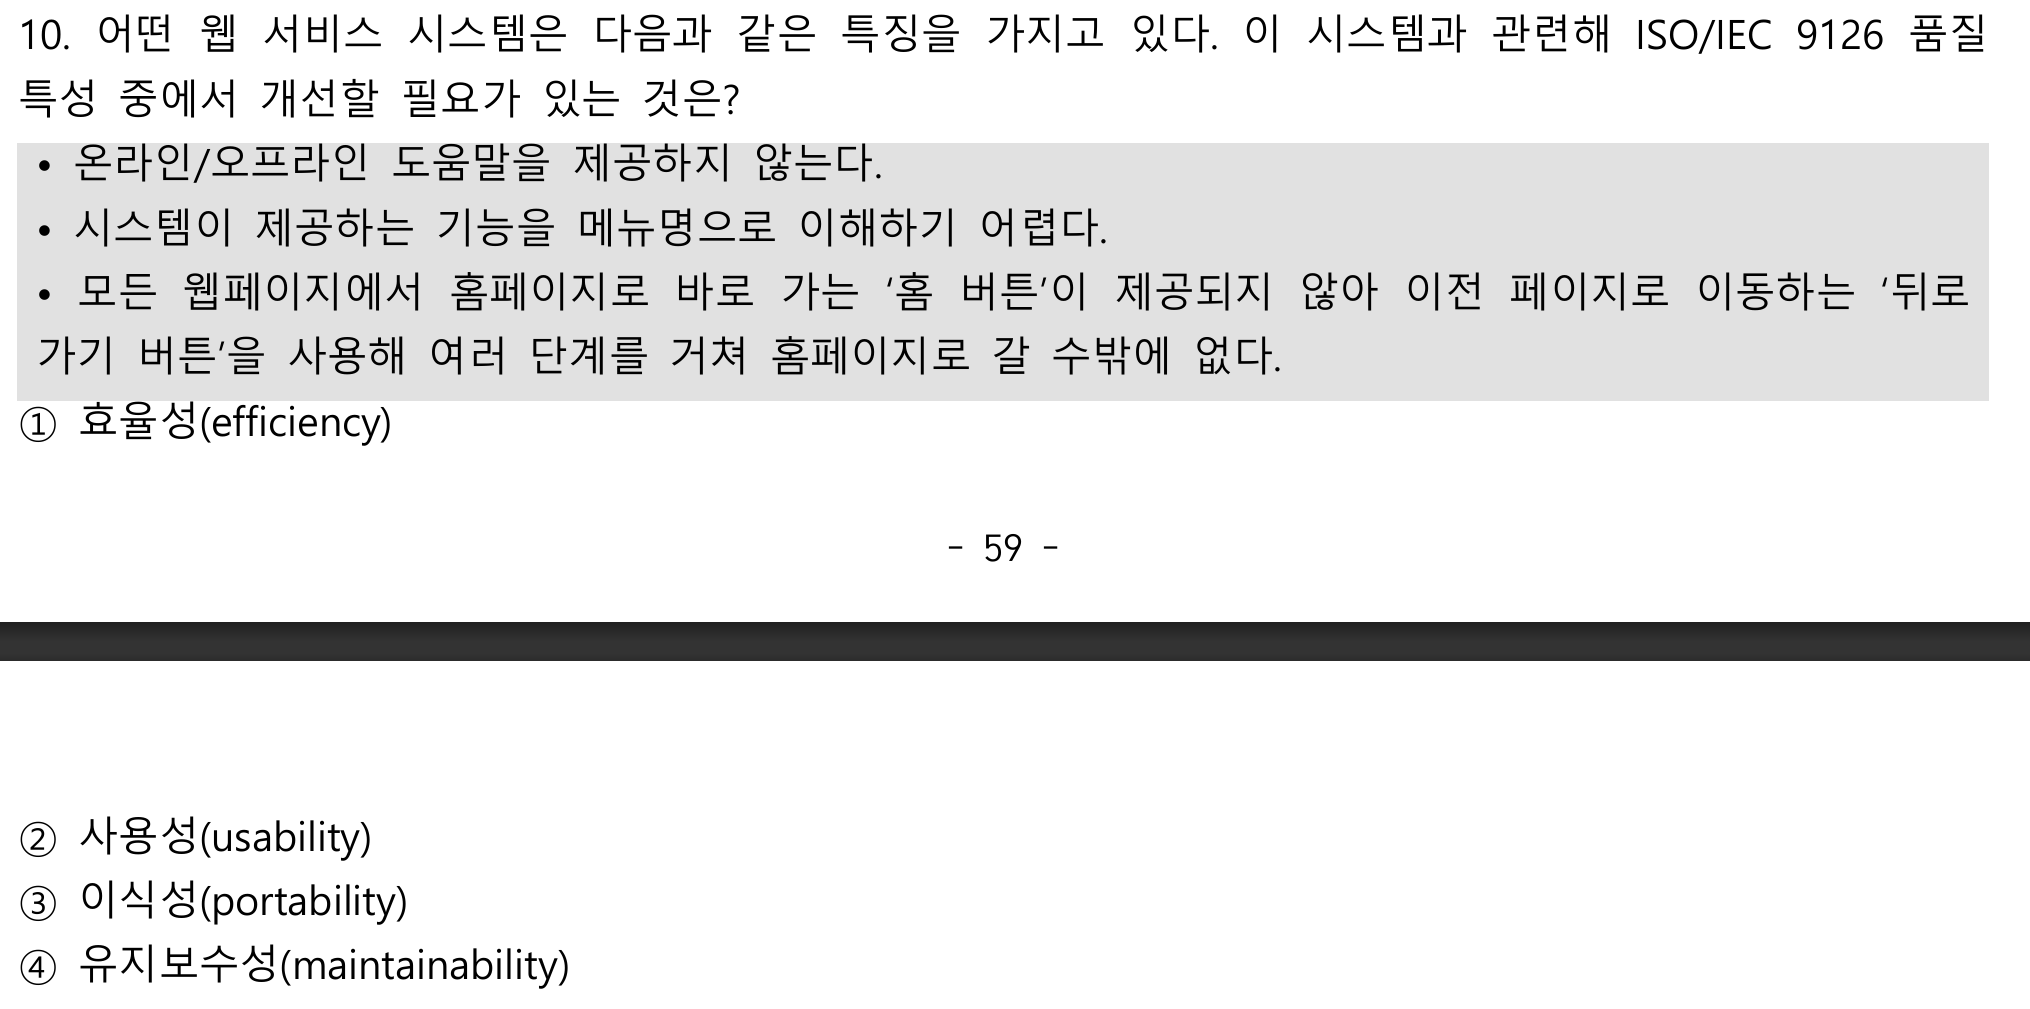 10. 어떤 웹 서비스 시스템은 다음과 같은 특징을 가지고 있다. 이 시스템과 관련해 ISO/IEC 9126 품질
특성 중에서 개선할 필요가 있는 것은?
• 온라인/오프라인 도움말을 제공하지 않는다.
• 시스템이 제공하는 기능을 메뉴명으로 이해하기 어렵다.
• 모든 웹페이지에서 홈페이지로 바로 가는 ‘홈 버튼’이 제공되지 않아 이전 페이지로 이동하는 ‘뒤로
가기 버튼’을 사용해 여러 단계를 거쳐 홈페이지로 갈 수밖에 없다.
① 효율성(efficiency)
- 59 -
② 사용성(usability)
③ 이식성(portability)
④ 유지보수성(maintainability)